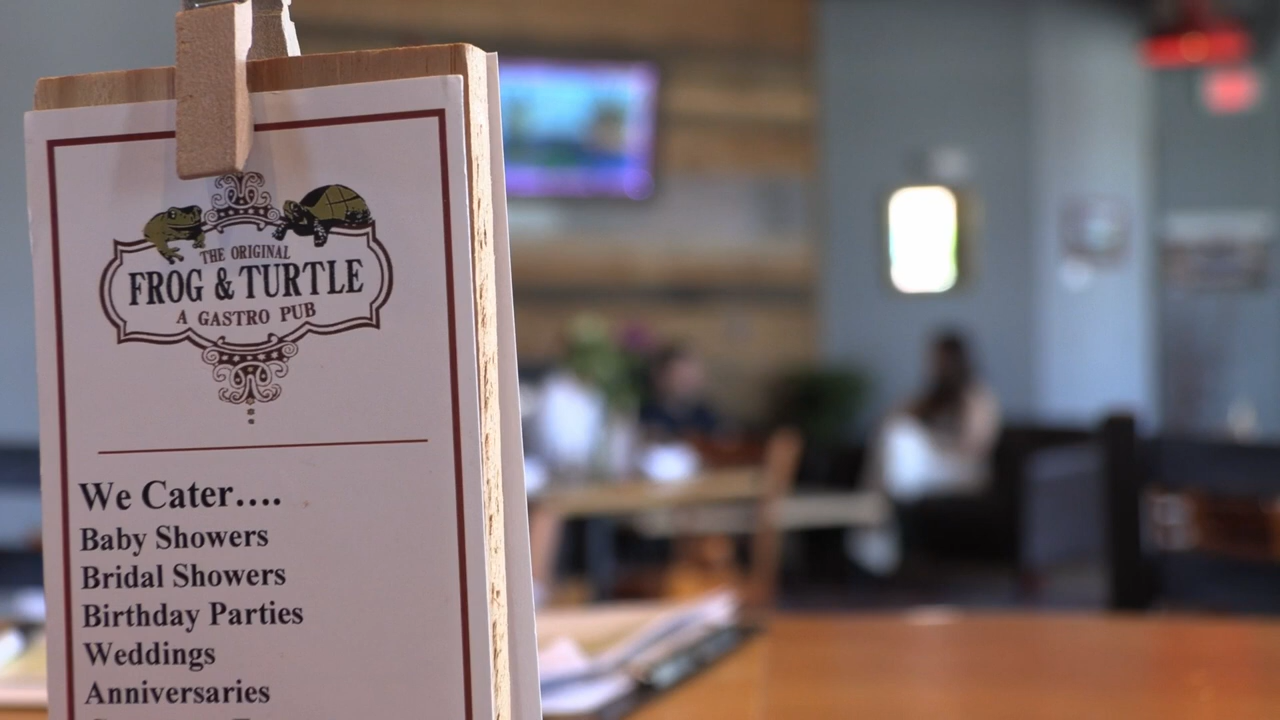 THE ORIGINAL
FROG & TURTLE
A GASTRO PUB
We Cater....
Baby Showers
Bridal Showers
Birthday Parties
Weddings
Anniversaries